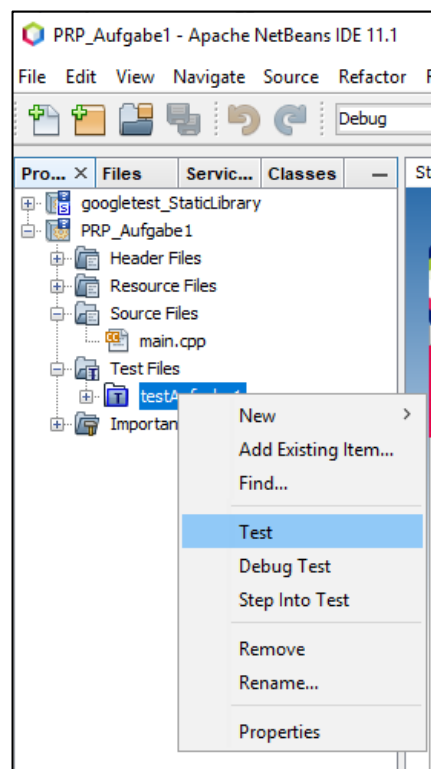 PRP_Aufgabe1 - Apache NetBeans IDE 11.1
File Edit View Navigate Source Refactor
Debug
Pro... Files Servic... Classes
googletest_StaticLibrary
PRP_Aufgabe1
Header Files
Resource Files
Source Files
main.cpp
Test Files
Importan
New
Add Existing Item...
Find...
Test
Debug Test
Step Into Test
Remove
Rename...
Properties